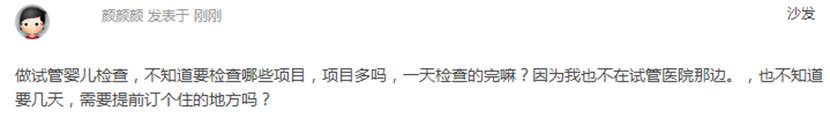 颜颜颜 发表于 刚刚 沙发
做试管婴儿检查，不知道要检查哪些项目，项目多吗，一天检查的完嘛？因为我也不在试管医院那边。，也不知道
要几天，需要提前订个住的地方吗？